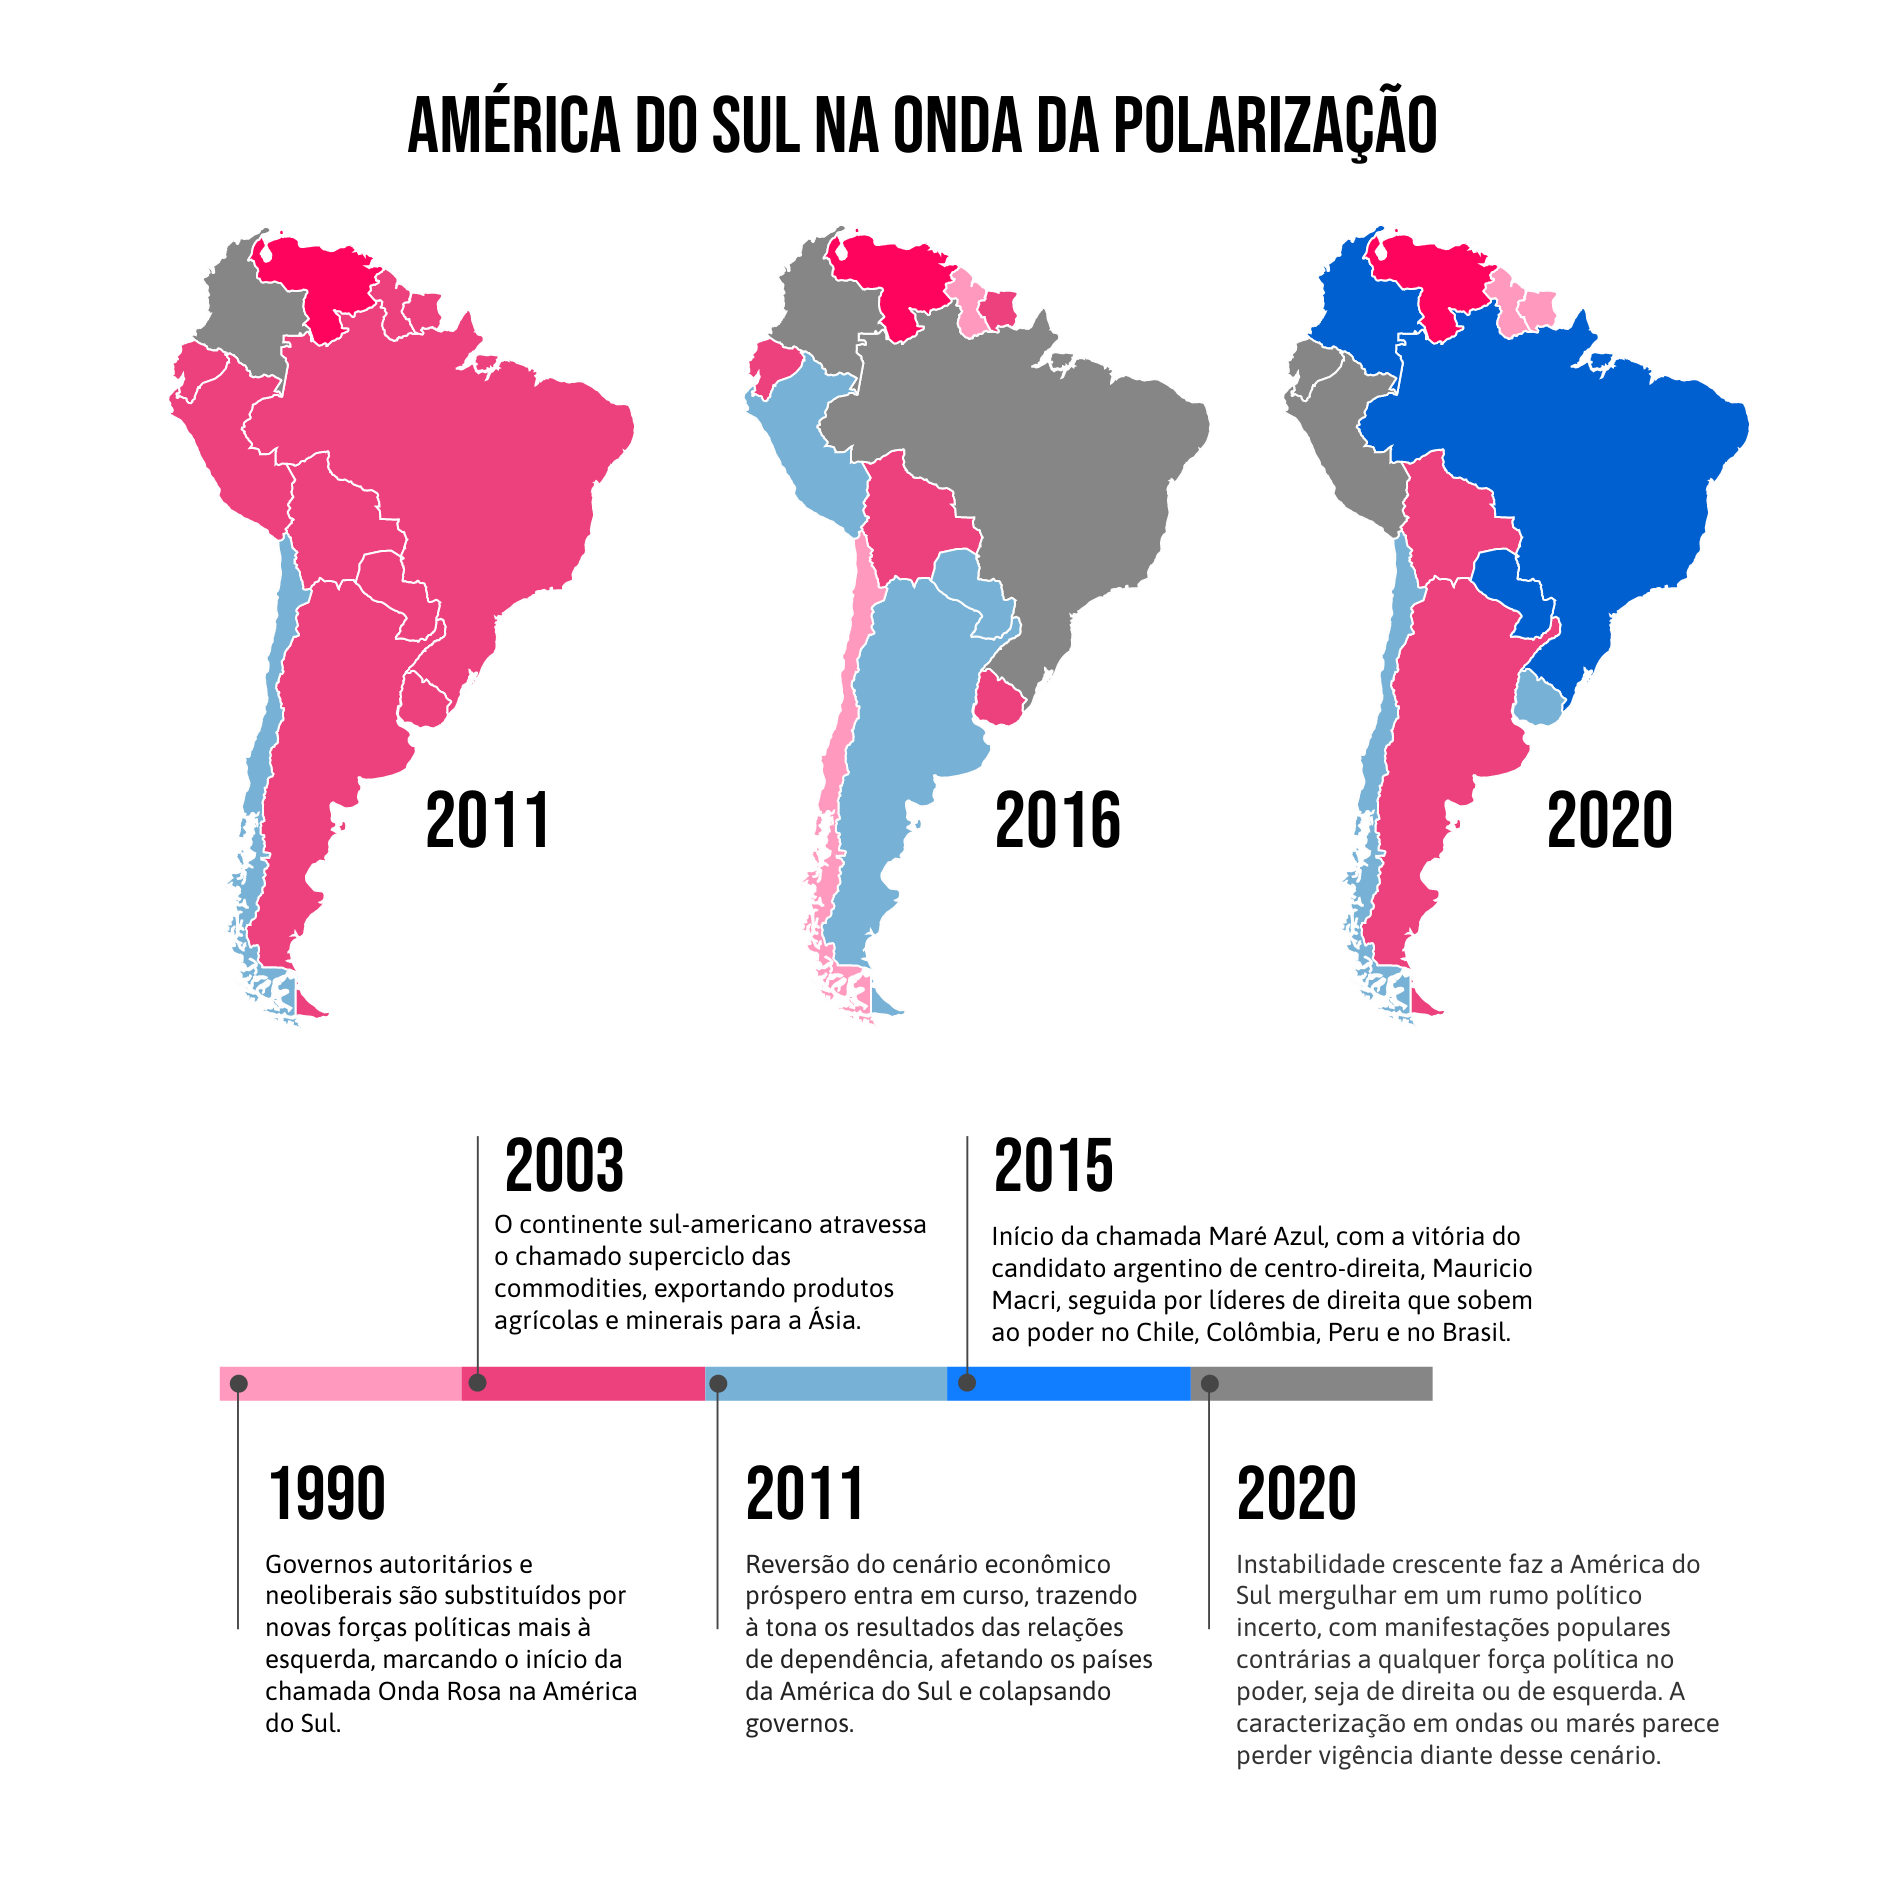 AMÉRICA DO SUL NA ONDA DA POLARIZAÇÃO
2011
2016
2020
2003
O continente sul-americano atravessa
o chamado superciclo das
commodities, exportando produtos
agrícolas e minerais para a Ásia.
2015
Início da chamada Maré Azul, com a vitória do
candidato argentino de centro-direita, Mauricio
Macri, seguida por líderes de direita que sobem
ao poder no Chile, Colômbia, Peru e no Brasil.
1990
Governos autoritários e
neoliberais são substituídos por
novas forças políticas mais à
esquerda, marcando o início da
chamada Onda Rosa na América
do Sul.
2011
Reversão do cenário econômico
próspero entra em curso, trazendo
à tona os resultados das relações
de dependência, afetando os países
da América do Sul e colapsando
governos.
2020
Instabilidade crescente faz a América do
Sul mergulhar em um rumo político
incerto, com manifestações populares
contrárias a qualquer força política no
poder, seja de direita ou de esquerda. A
caracterização em ondas ou marés parece
perder vigência diante desse cenário.